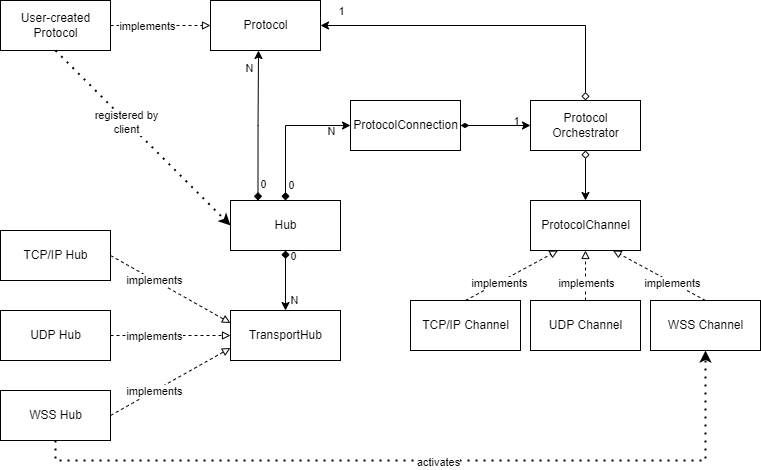 User-created
Protocol
implements
Protocol
1
N
registered by
client
ProtocolConnection
N
1
Protocol
Orchestrator
0
0
Hub
ProtocolChannel
TCP/IP Hub
0
implements
implements
implements
implements
N
UDP Hub
implements
TransportHub
TCP/IP Channel
UDP Channel
WSS Channel
implements
WSS Hub
activates